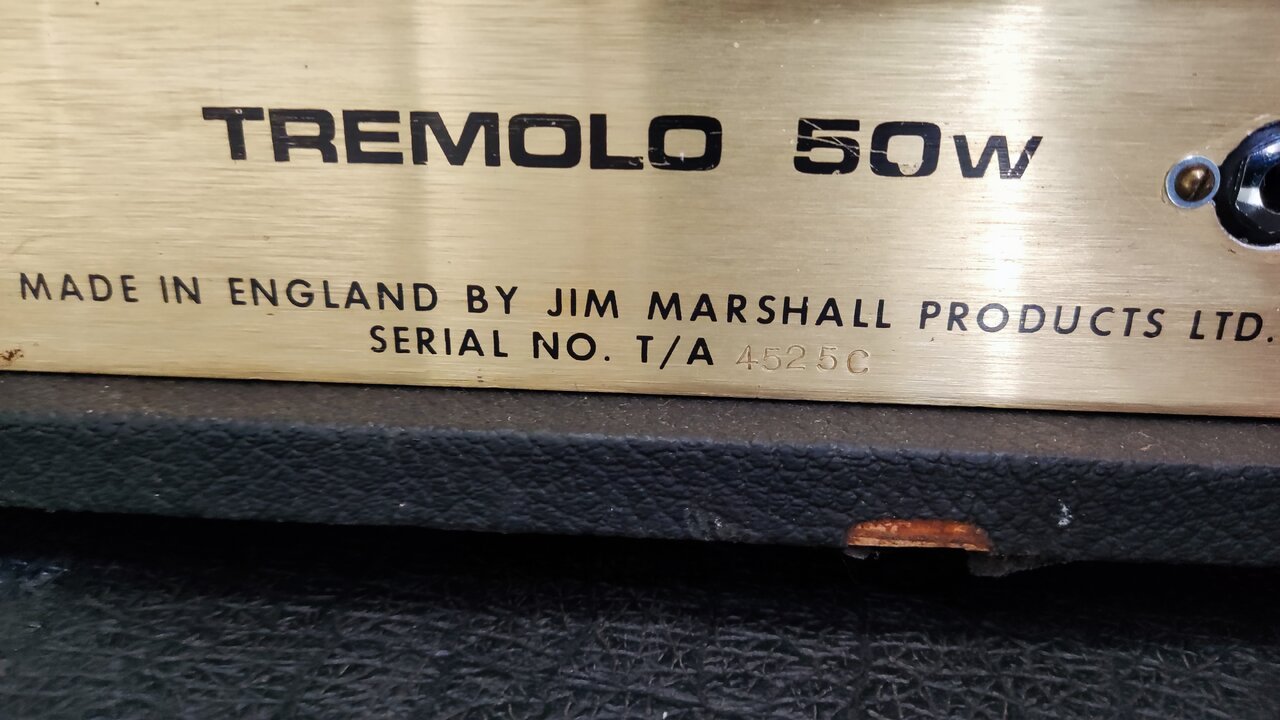 TREMOLO 50W
MADE IN ENGLAND BY JIM MARSHALL PRODUCTS LTD.
SERIAL NO. T/A 4525C